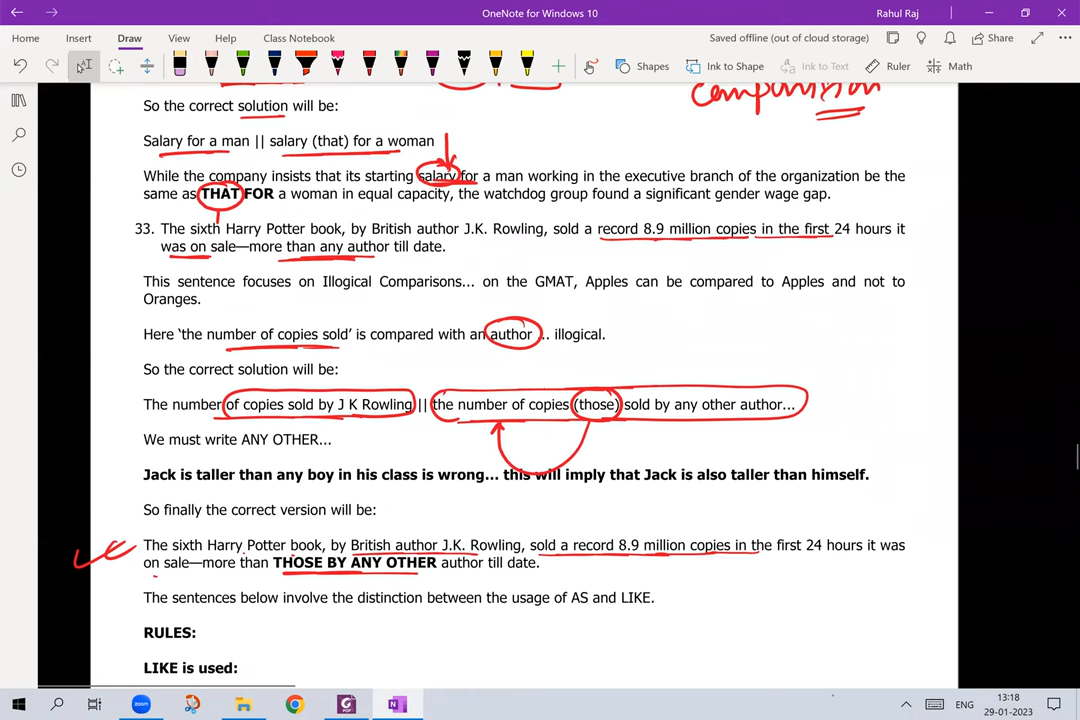 OneNote for Windows 10
Rahul Raj
Home Insert Draw View Help Class Notebook
Saved offline (out of cloud storage) Share
Shapes Ink to Shape Ink to Text Ruler Math
comparision
So the correct solution will be:
Salary for a man || salary (that) for a woman
While the company insists that its starting salary for a man working in the executive branch of the organization be the
same as THAT FOR a woman in equal capacity, the watchdog group found a significant gender wage gap.
33. The sixth Harry Potter book, by British author J.K. Rowling, sold a record 8.9 million copies in the first 24 hours it
was on sale—more than any author till date.
This sentence focuses on Illogical Comparisons... on the GMAT, Apples can be compared to Apples and not to
Oranges.
Here ‘the number of copies sold’ is compared with an author ... illogical.
So the correct solution will be:
The number of copies sold by J K Rowling || the number of copies (those) sold by any other author...
We must write ANY OTHER...
Jack is taller than any boy in his class is wrong... this will imply that Jack is also taller than himself.
So finally the correct version will be:
The sixth Harry Potter book, by British author J.K. Rowling, sold a record 8.9 million copies in the first 24 hours it was
on sale—more than THOSE BY ANY OTHER author till date.
The sentences below involve the distinction between the usage of AS and LIKE.
RULES:
LIKE is used:
zoom
PDF
ENG
13:18
29-01-2023